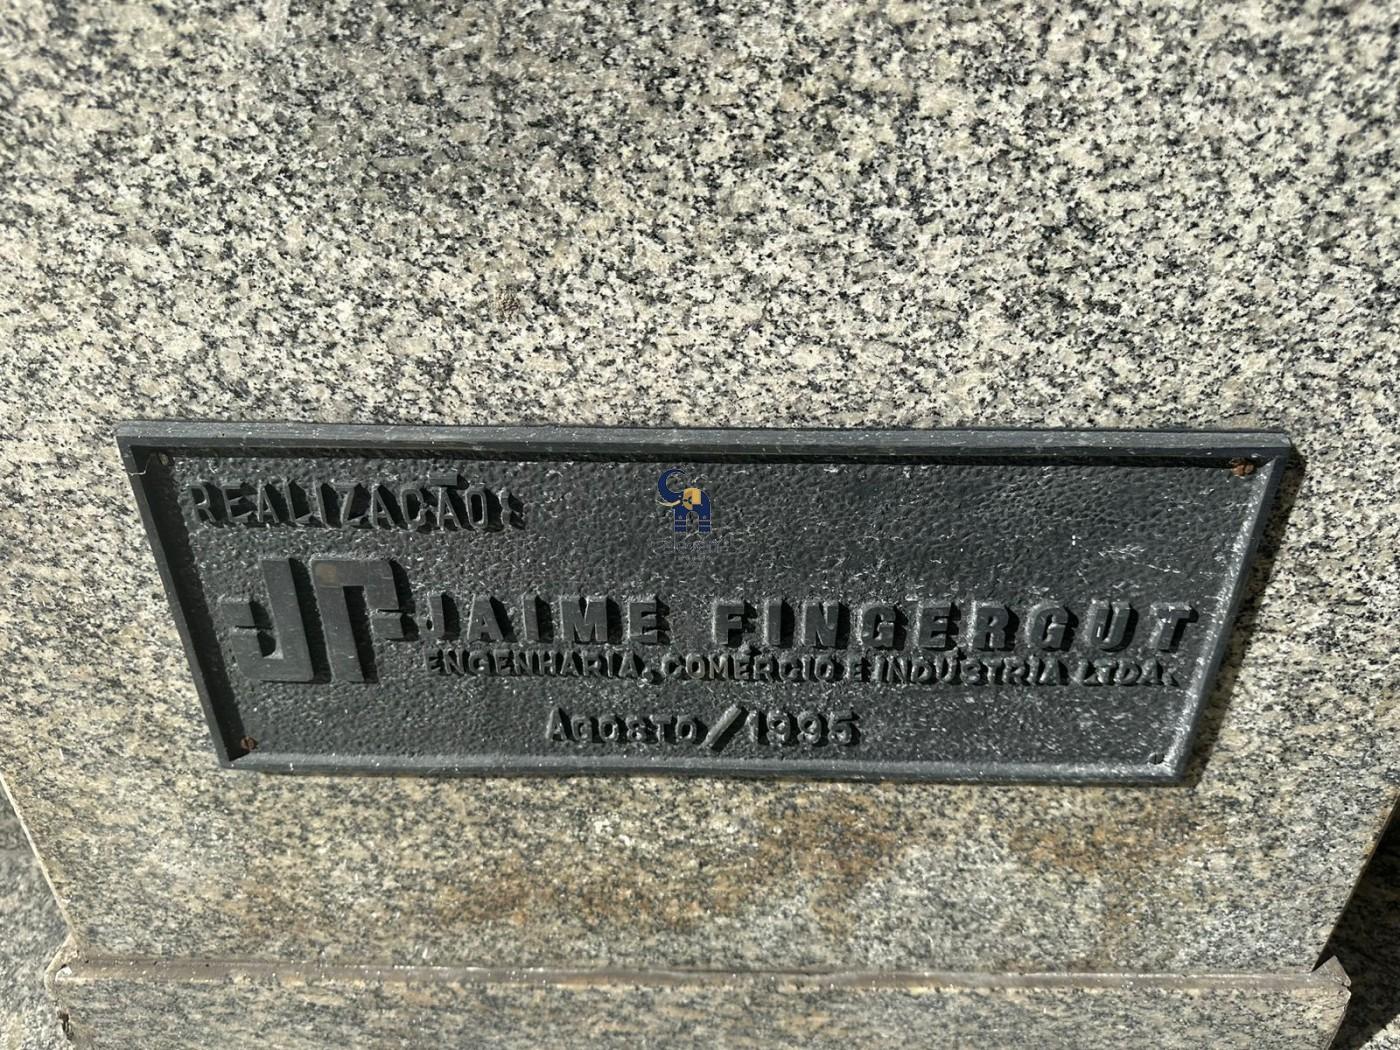 REALIZAÇÃO:
JF JAIME FINGERGUT
ENGENHARIA, COMÉRCIO E INDÚSTRIA LTDA.
AGOSTO/1995